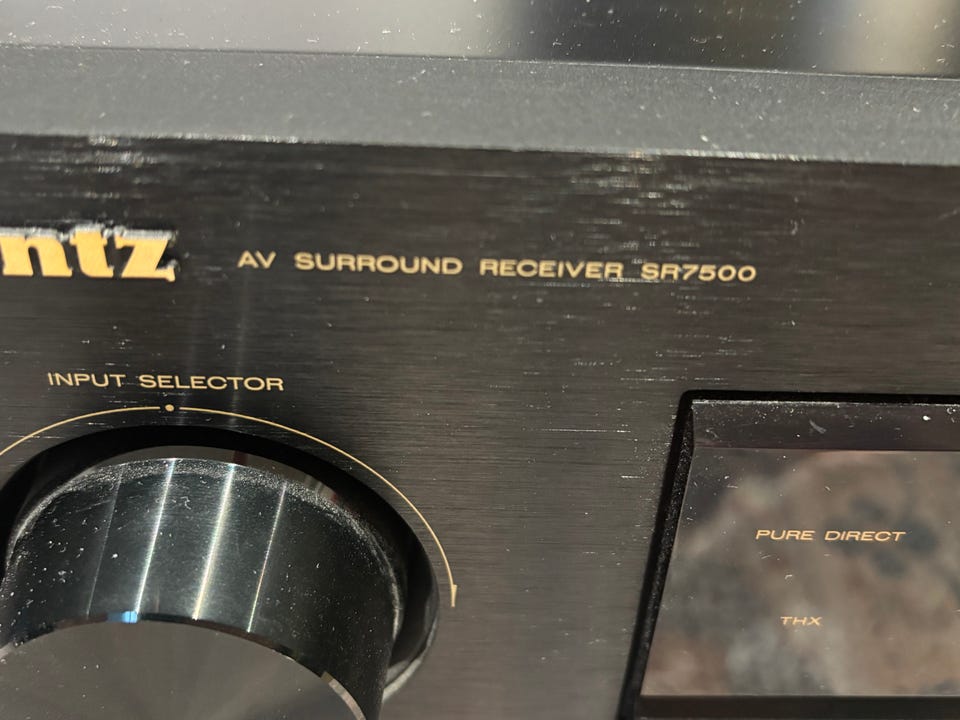 ntz
AV SURROUND RECEIVER SR7500
INPUT SELECTOR
PURE DIRECT
THX